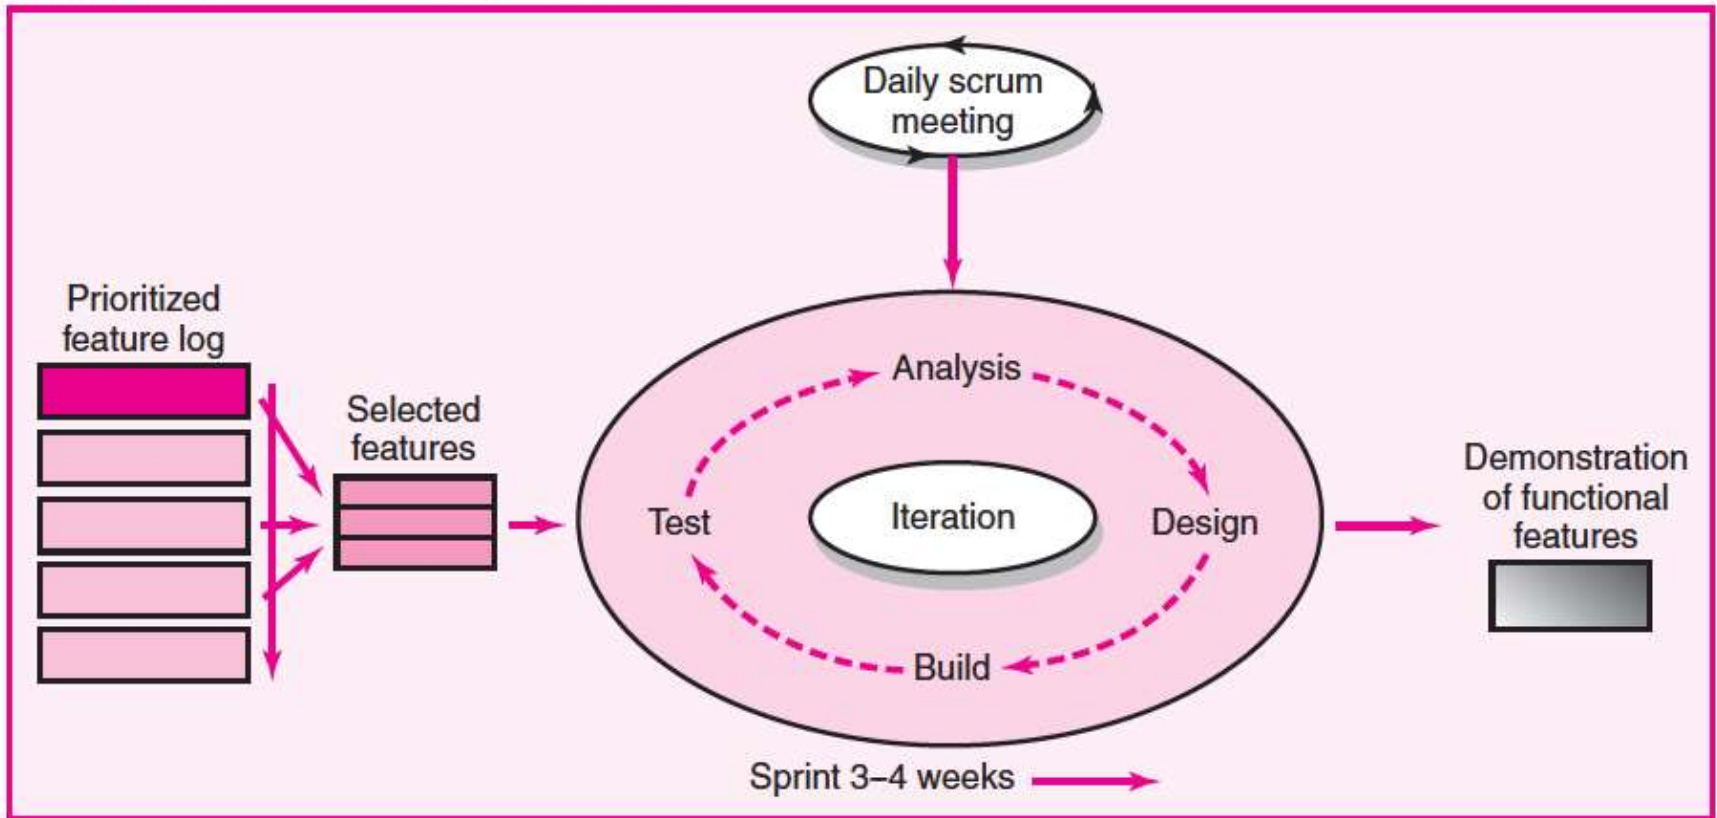 Daily scrum
meeting
Prioritized
feature log
Selected
features
Analysis
Test
Iteration
Design
Build
Demonstration
of functional
features
Sprint 3–4 weeks